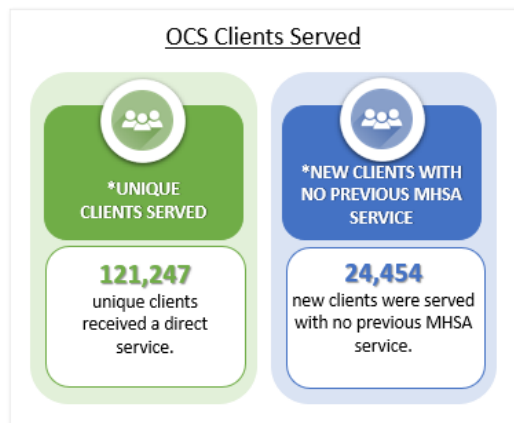 OCS Clients Served
*UNIQUE
CLIENTS SERVED
121,247
unique clients
received a direct
service.
*NEW CLIENTS WITH
NO PREVIOUS MHSA
SERVICE
24,454
new clients were served
with no previous MHSA
service.